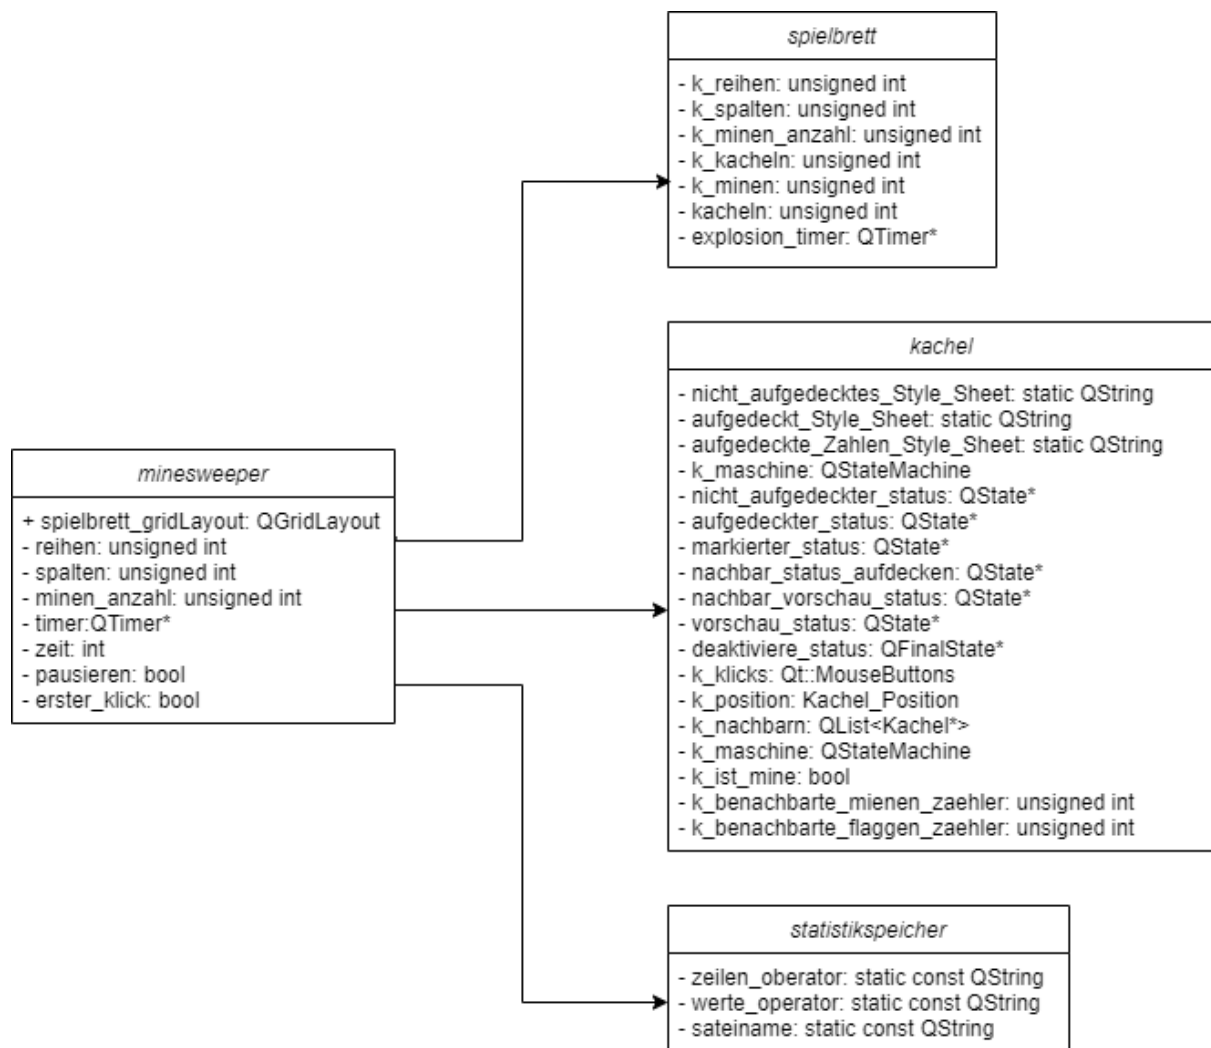 spielbrett
- k_reihen: unsigned int
- k_spalten: unsigned int
- k_minen_anzahl: unsigned int
- k_kacheln: unsigned int
- k_minen: unsigned int
- kacheln: unsigned int
- explosion_timer: QTimer*
kachel
- nicht_aufgedecktes_Style_Sheet: static QString
- aufgedeckt_Style_Sheet: static QString
- aufgedeckte_Zahlen_Style_Sheet: static QString
- k_maschine: QStateMachine
- nicht_aufgedeckter_status: QState*
- aufgedeckter_status: QState*
- markierter_status: QState*
- nachbar_status_aufdecken: QState*
- nachbar_vorschau_status: QState*
- vorschau_status: QState*
- deaktiviere_status: QFinalState*
- k_klicks: Qt::MouseButtons
- k_position: Kachel_Position
- k_nachbarn: QList<Kachel*>
- k_maschine: QStateMachine
- k_ist_mine: bool
- k_benachbarte_mienen_zaehler: unsigned int
- k_benachbarte_flaggen_zaehler: unsigned int
minesweeper
+ spielbrett_gridLayout: QGridLayout
- reihen: unsigned int
- spalten: unsigned int
- minen_anzahl: unsigned int
- timer:QTimer*
- zeit: int
- pausieren: bool
- erster_klick: bool
statistikspeicher
- zeilen_oberator: static const QString
- werte_operator: static const QString
- sateiname: static const QString